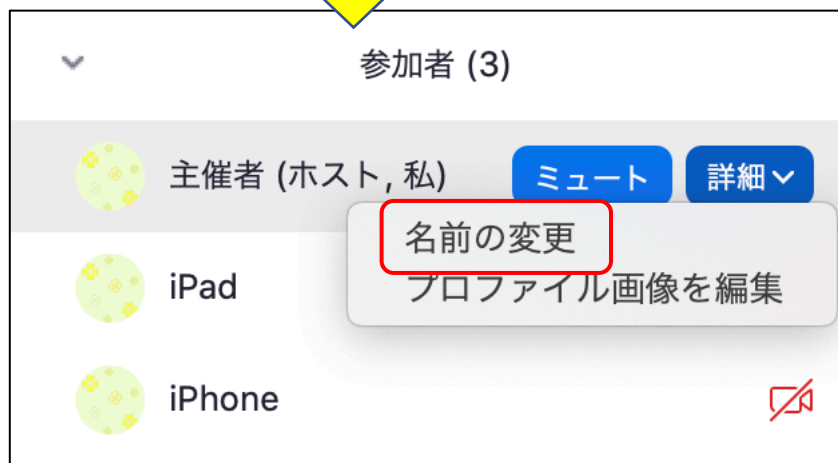 参加者 (3)
主催者 (ホスト, 私)
ミュート
詳細
名前の変更
プロファイル画像を編集
iPad
iPhone